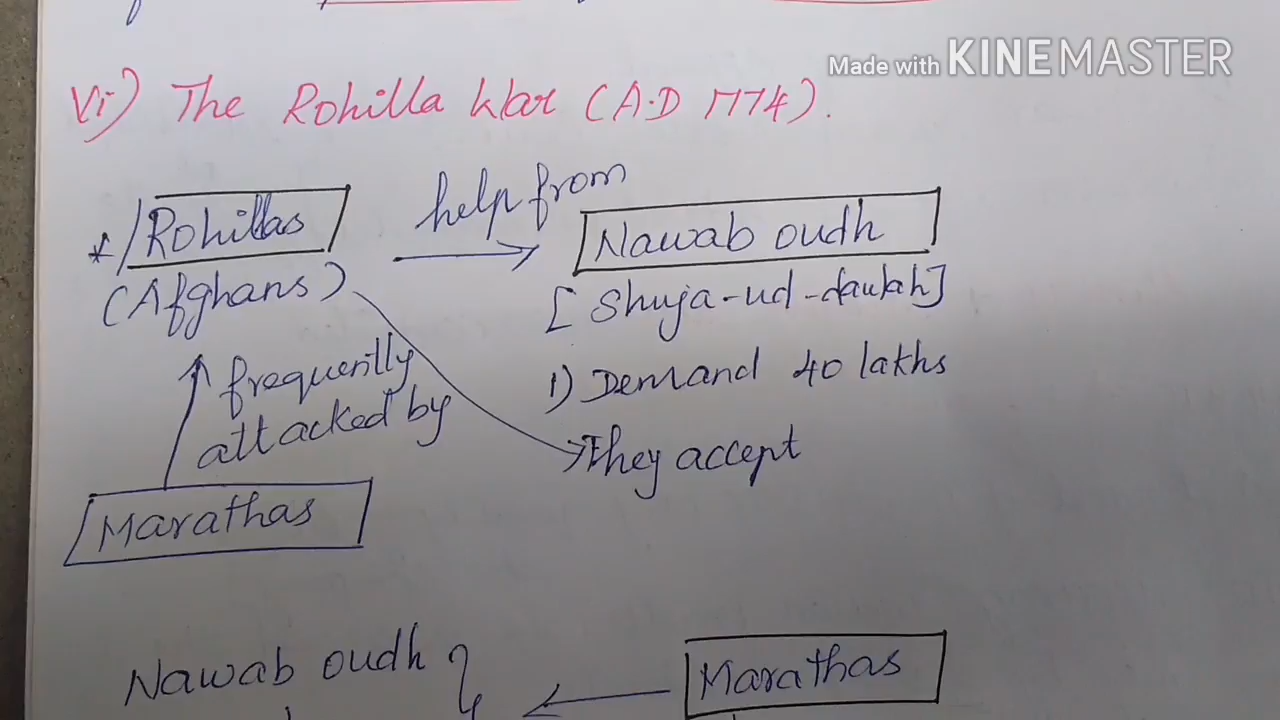 Made with KINEMASTER
Vi) The Rohilla War (A.D 1774).
* Rohillas
help from
Nawab oudh
(Afghans)
[Shuja-ud-daulah]
frequently
attacked by
1) Demand 40 lakhs
They accept
Marathas
Nawab oudh
Marathas